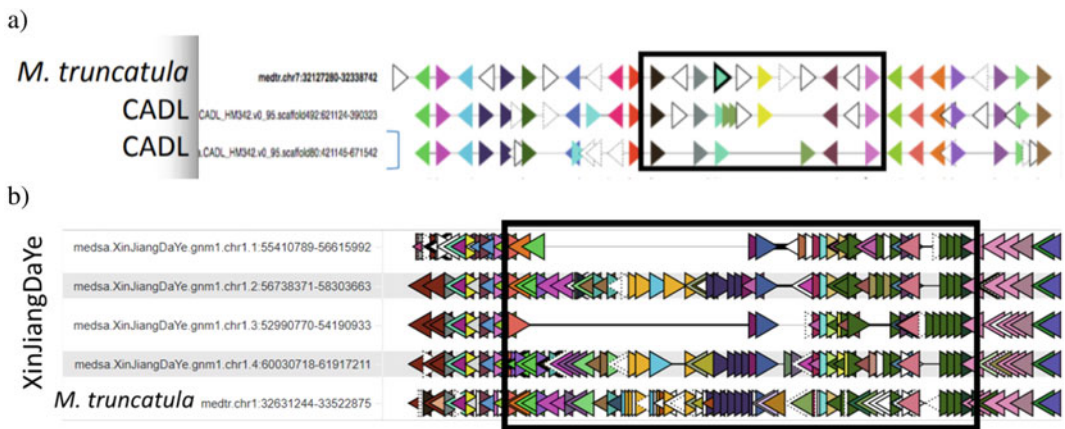 a)
M. truncatula medtr.chr7:32127280-32338742
CADL CADL_HM342.v0_95.scaffold492:621124-390323
CADL a.CADL_HM342.v0_95.scaffold80:421145-671542
b)
XinJiangDaYe
medsa.XinJiangDaYe.gnm1.chr1.1:55410789-56615992
medsa.XinJiangDaYe.gnm1.chr1.2:56738371-58303663
medsa.XinJiangDaYe.gnm1.chr1.3:52990770-54190933
medsa.XinJiangDaYe.gnm1.chr1.4:60030718-61917211
M. truncatula medtr.chr1:32631244-33522875